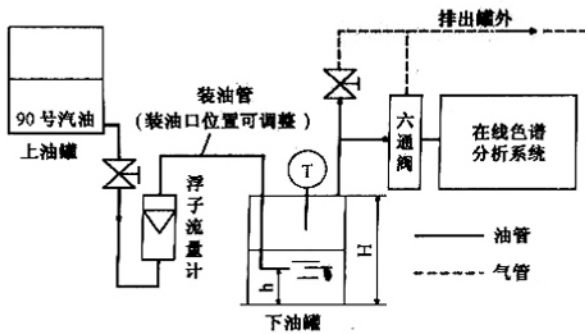 排出罐外
装油管
(装油口位置可调整)
90 号汽油
上油罐
浮子流量计
T
六通阀
在线色谱
分析系统
H
h
下油罐
油管
气管